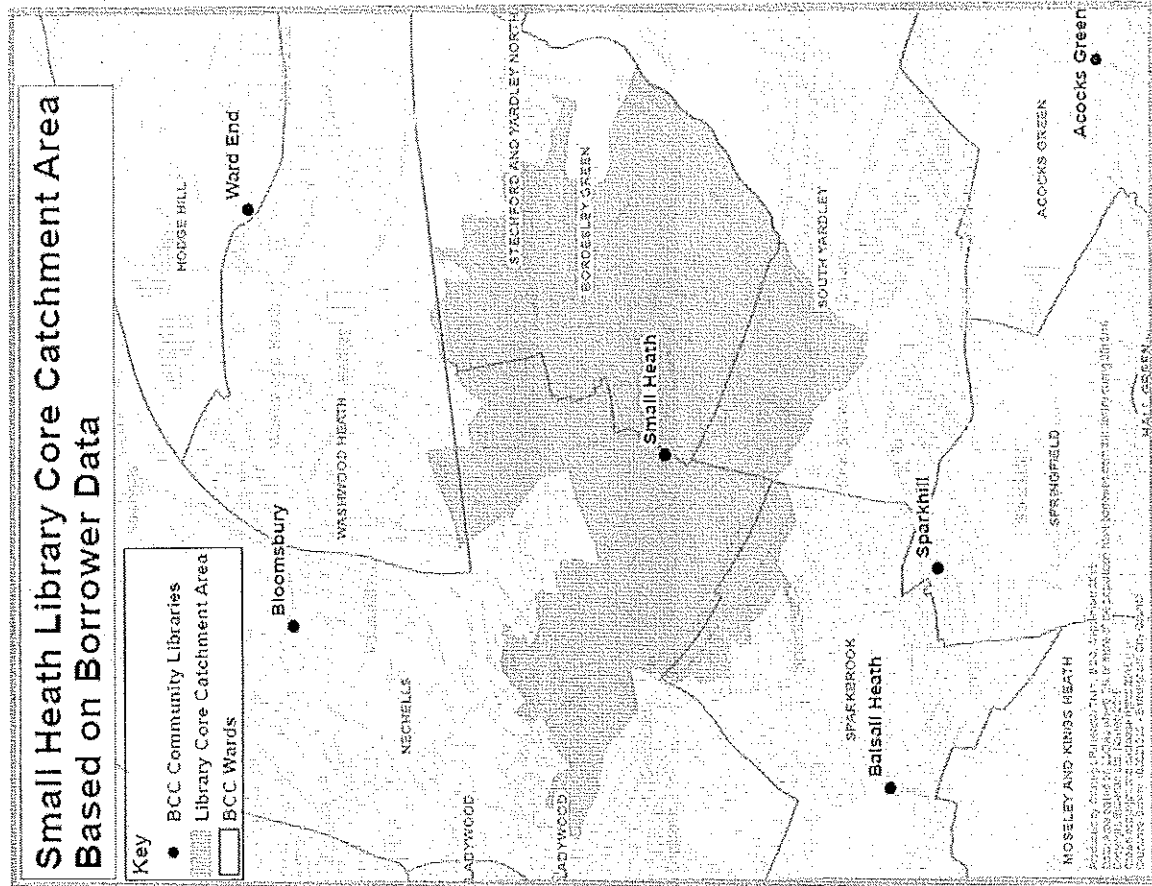 Small Heath Library Core Catchment Area
Based on Borrower Data
Key
BCC Community Libraries
Library Core Catchment Area
BCC Wards
HODGE HILL
Ward End
Bloomsbury
WASHWOOD HEATH
NECHELLS
STECHFORD AND YARDLEY NORTH
LADYWOOD
LADYWOOD
BORDESLEY GREEN
Small Heath
SOUTH YARDLEY
SPARKBROOK
Balsall Heath
Sparkhill
ACOCKS GREEN
Acocks Green
SPRINGFIELD
MOSELEY AND KINGS HEATH
HALL GREEN